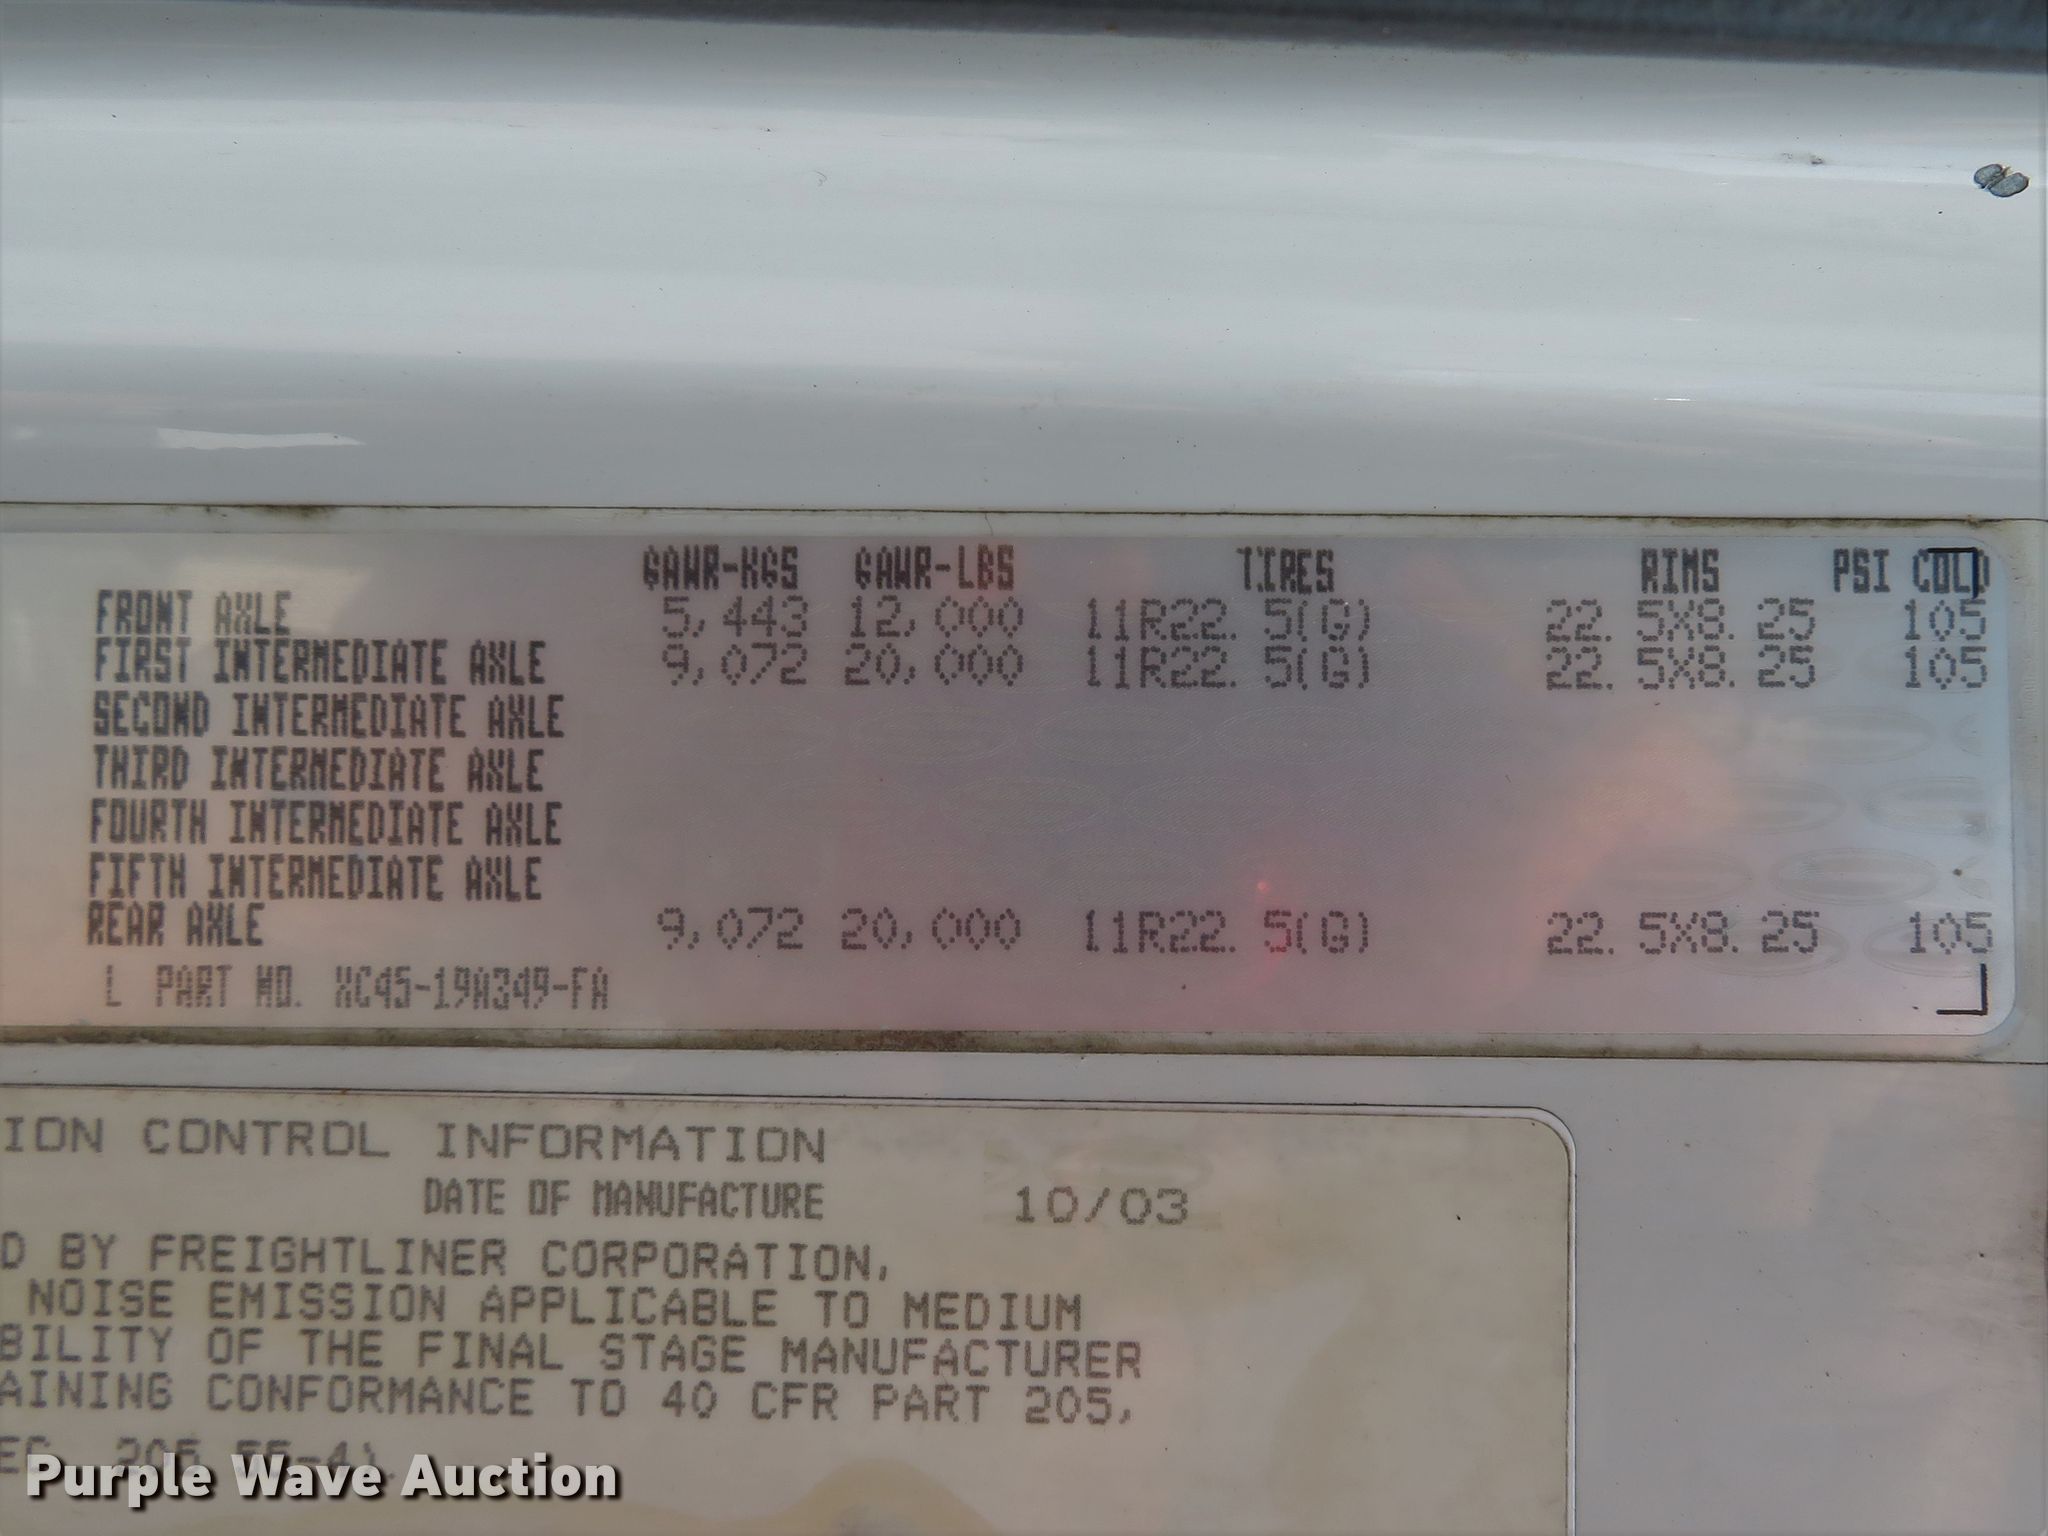 GAWR-KGS GAWR-LBS TIRES RIMS PSI COLD
FRONT AXLE 5,443 12,000 11R22.5(G) 22.5X8.25 105
FIRST INTERMEDIATE AXLE 9,072 20,000 11R22.5(G) 22.5X8.25 105
SECOND INTERMEDIATE AXLE
THIRD INTERMEDIATE AXLE
FOURTH INTERMEDIATE AXLE
FIFTH INTERMEDIATE AXLE
REAR AXLE 9,072 20,000 11R22.5(G) 22.5X8.25 105
L PART NO. XC45-19A349-FA
ION CONTROL INFORMATION
DATE OF MANUFACTURE 10/03
D BY FREIGHTLINER CORPORATION,
NOISE EMISSION APPLICABLE TO MEDIUM
BILITY OF THE FINAL STAGE MANUFACTURER
AINING CONFORMANCE TO 40 CFR PART 205,
EC. 205.55-4).
Purple Wave Auction